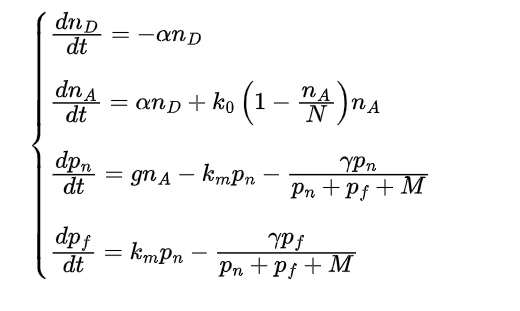 dn_D/dt = −αn_D
dn_A/dt = αn_D + k_0 (1 − n_A/N) n_A
dp_n/dt = gn_A − k_m p_n − γp_n/(p_n + p_f + M)
dp_f/dt = k_m p_n − γp_f/(p_n + p_f + M)